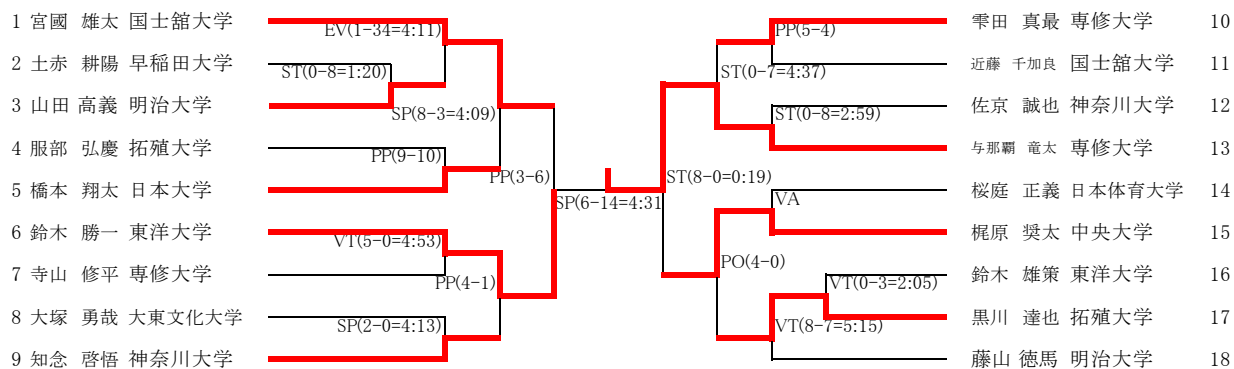 1 宮國 雄太 国士舘大学
2 土赤 耕陽 早稲田大学
3 山田 高義 明治大学
4 服部 弘慶 拓殖大学
5 橋本 翔太 日本大学
6 鈴木 勝一 東洋大学
7 寺山 修平 専修大学
8 大塚 勇哉 大東文化大学
9 知念 啓悟 神奈川大学
EV(1-34=4:11)
ST(0-8=1:20)
SP(8-3=4:09)
PP(9-10)
PP(3-6)
VT(5-0=4:53)
PP(4-1)
SP(2-0=4:13)
SP(6-14=4:31
PP(5-4)
ST(0-7=4:37)
ST(0-8=2:59)
ST(8-0=0:19)
VA
PO(4-0)
VT(0-3=2:05)
VT(8-7=5:15)
雫田 真最 専修大学 10
近藤 千加良 国士舘大学 11
佐京 誠也 神奈川大学 12
与那覇 竜太 専修大学 13
桜庭 正義 日本体育大学 14
梶原 奨太 中央大学 15
鈴木 雄策 東洋大学 16
黒川 達也 拓殖大学 17
藤山 徳馬 明治大学 18